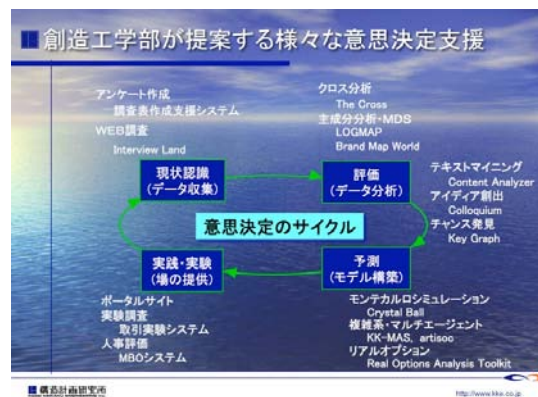 創造工学部が提案する様々な意思決定支援
アンケート作成
調査表作成支援システム
WEB調査
Interview Land
クロス分析
The Cross
主成分分析・MDS
LOGMAP
Brand Map World
現状認識
(データ収集)
評価
(データ分析)
テキストマイニング
Content Analyzer
アイディア創出
Colloquium
チャンス発見
Key Graph
意思決定のサイクル
実践・実験
(場の提供)
予測
(モデル構築)
ポータルサイト
実験調査
取引実験システム
人事評価
MBOシステム
モンテカルロシミュレーション
Crystal Ball
複雑系・マルチエージェント
KK-MAS, artisoc
リアルオプション
Real Options Analysis Toolkit
構造計画研究所
http://www.kke.co.jp